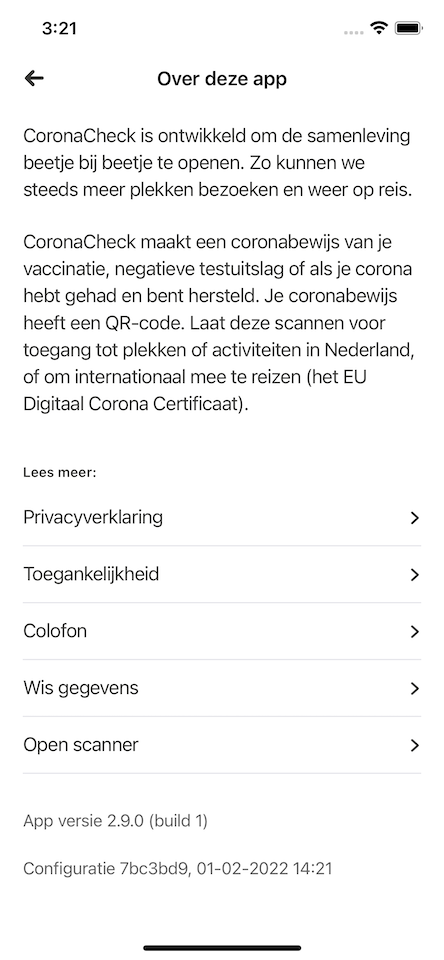 3:21
Over deze app
CoronaCheck is ontwikkeld om de samenleving
beetje bij beetje te openen. Zo kunnen we
steeds meer plekken bezoeken en weer op reis.
CoronaCheck maakt een coronabewijs van je
vaccinatie, negatieve testuitslag of als je corona
hebt gehad en bent hersteld. Je coronabewijs
heeft een QR-code. Laat deze scannen voor
toegang tot plekken of activiteiten in Nederland,
of om internationaal mee te reizen (het EU
Digitaal Corona Certificaat).
Lees meer:
Privacyverklaring
Toegankelijkheid
Colofon
Wis gegevens
Open scanner
App versie 2.9.0 (build 1)
Configuratie 7bc3bd9, 01-02-2022 14:21